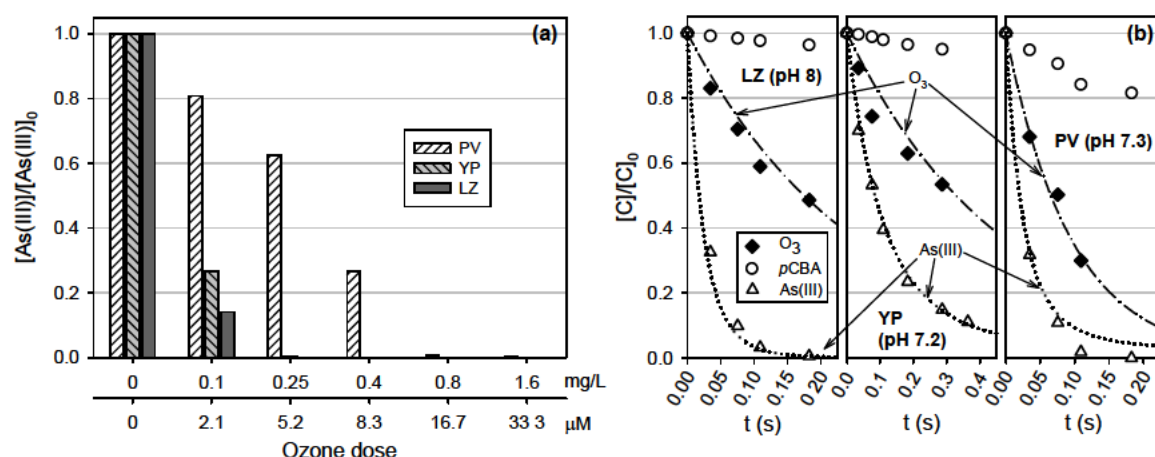 (a)
[As(III)]/[As(III)]0
1.0
0.8
0.6
0.4
0.2
0.0
PV
YP
LZ
0 0.1 0.25 0.4 0.8 1.6 mg/L
0 2.1 5.2 8.3 16.7 33 3 μM
Ozone dose
(b)
[C]/[C]0
1.0
0.8
0.6
0.4
0.2
0.0
LZ (pH 8)
O3
PV (pH 7.3)
O3
pCBA
As(III)
As(III)
YP
(pH 7.2)
0.00 0.05 0.10 0.15 0.20
0.0 0.1 0.2 0.3 0.4
0.00 0.05 0.10 0.15 0.20
t (s) t (s) t (s)